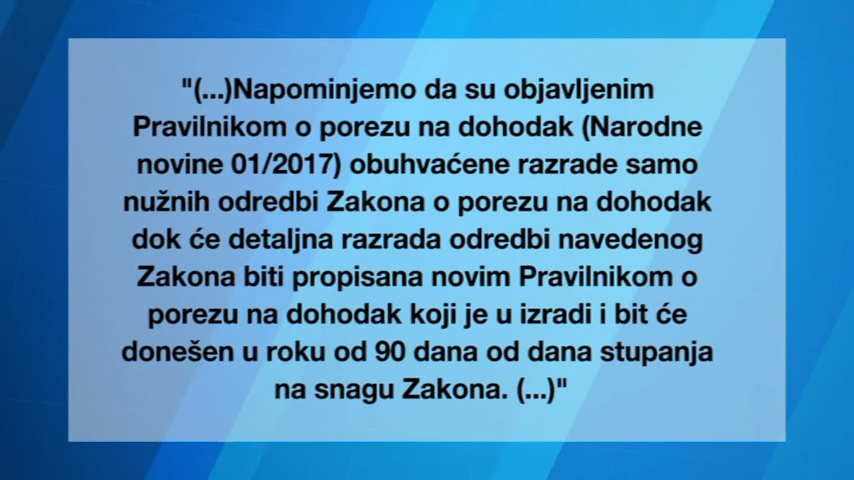 "(...)Napominjemo da su objavljenim
Pravilnikom o porezu na dohodak (Narodne
novine 01/2017) obuhvaćene razrade samo
nužnih odredbi Zakona o porezu na dohodak
dok će detaljna razrada odredbi navedenog
Zakona biti propisana novim Pravilnikom o
porezu na dohodak koji je u izradi i bit će
donešen u roku od 90 dana od dana stupanja
na snagu Zakona. (...)"